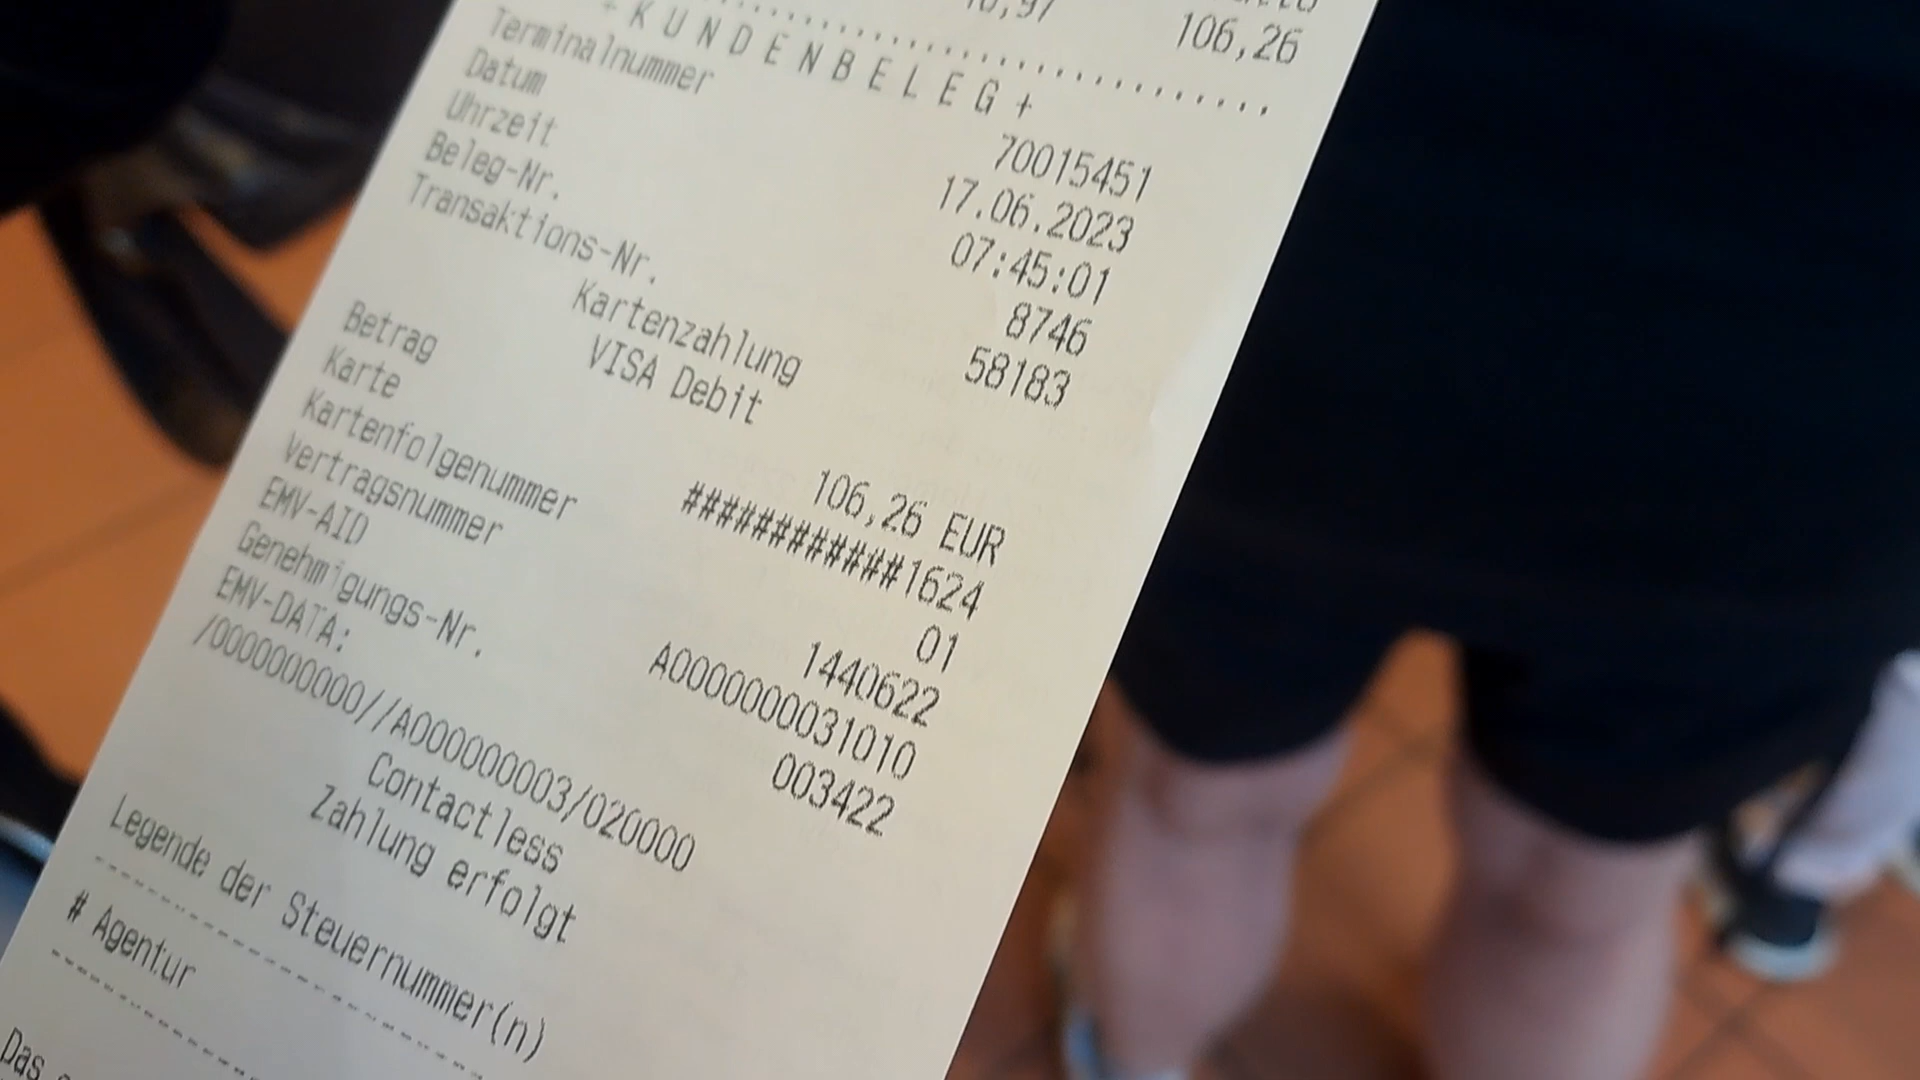 106,26
+ K U N D E N B E L E G +
Terminalnummer 70015451
Datum 17.06.2023
Uhrzeit 07:45:01
Beleg-Nr. 8746
Transaktions-Nr. 58183
Kartenzahlung
VISA Debit
Betrag 106,26 EUR
Karte ############1624
Kartenfolgenummer 01
Vertragsnummer 1440622
EMV-AID A0000000031010
Genehmigungs-Nr. 003422
EMV-DATA:
/0000000000//A000000003/020000
Contactless
Zahlung erfolgt
Legende der Steuernummer(n)
# Agentur
Das